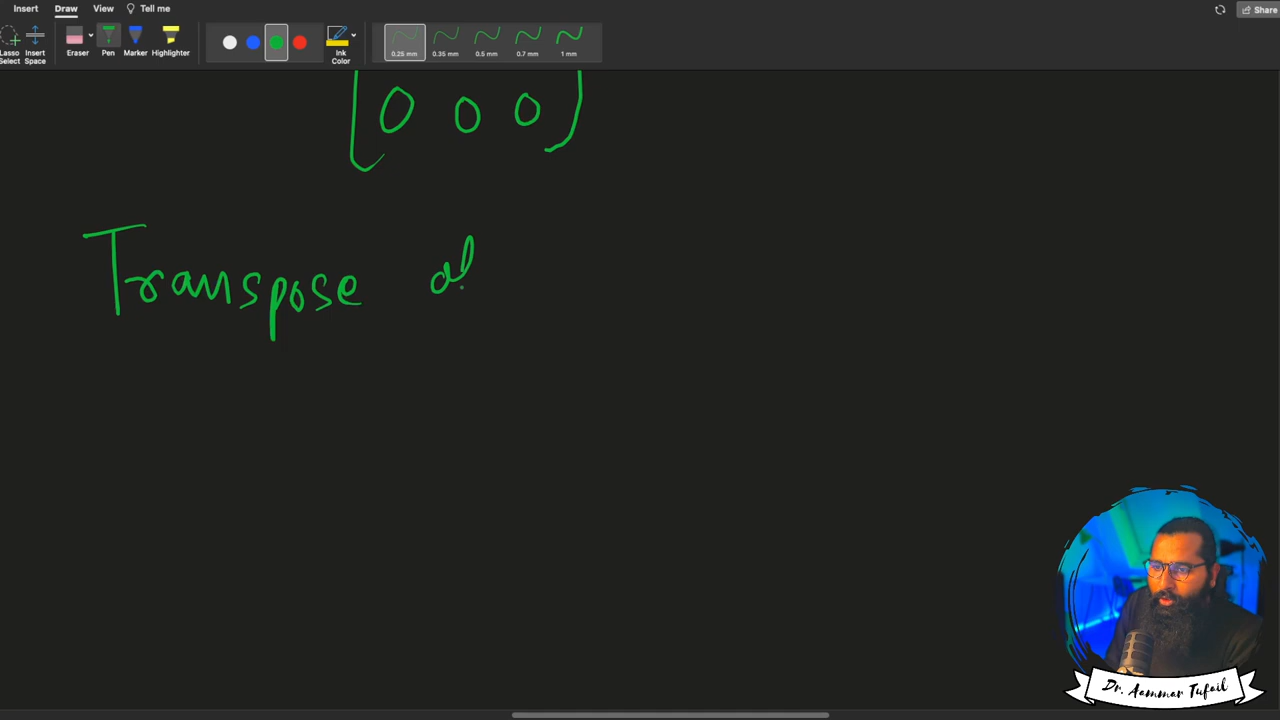 Insert Draw View Tell me Share
Lasso Select Insert Space Eraser Pen Marker Highlighter Ink Color 0.25 mm 0.35 mm 0.5 mm 0.7 mm 1 mm
0 0 0
Transpose
Dr. Aammar Tufail